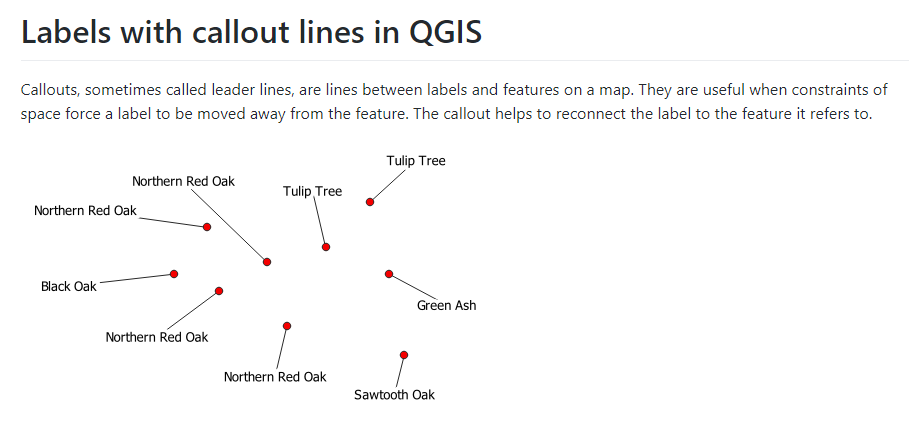 Labels with callout lines in QGIS
Callouts, sometimes called leader lines, are lines between labels and features on a map. They are useful when constraints of
space force a label to be moved away from the feature. The callout helps to reconnect the label to the feature it refers to.
Tulip Tree
Northern Red Oak
Tulip Tree
Northern Red Oak
Black Oak
Green Ash
Northern Red Oak
Northern Red Oak
Sawtooth Oak